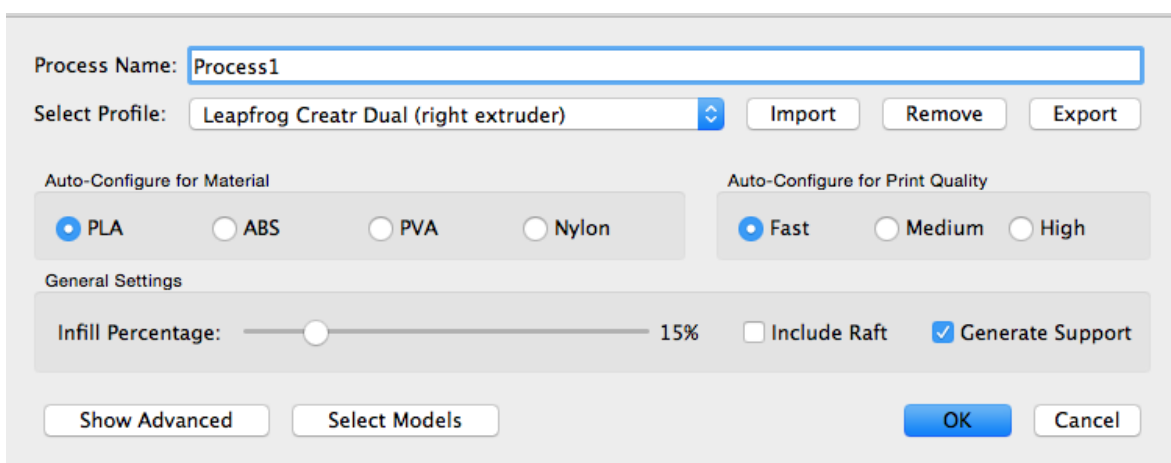 Process Name: Process1
Select Profile: Leapfrog Creatr Dual (right extruder) Import Remove Export
Auto-Configure for Material Auto-Configure for Print Quality
PLA ABS PVA Nylon Fast Medium High
General Settings
Infill Percentage: 15% Include Raft Generate Support
Show Advanced Select Models OK Cancel